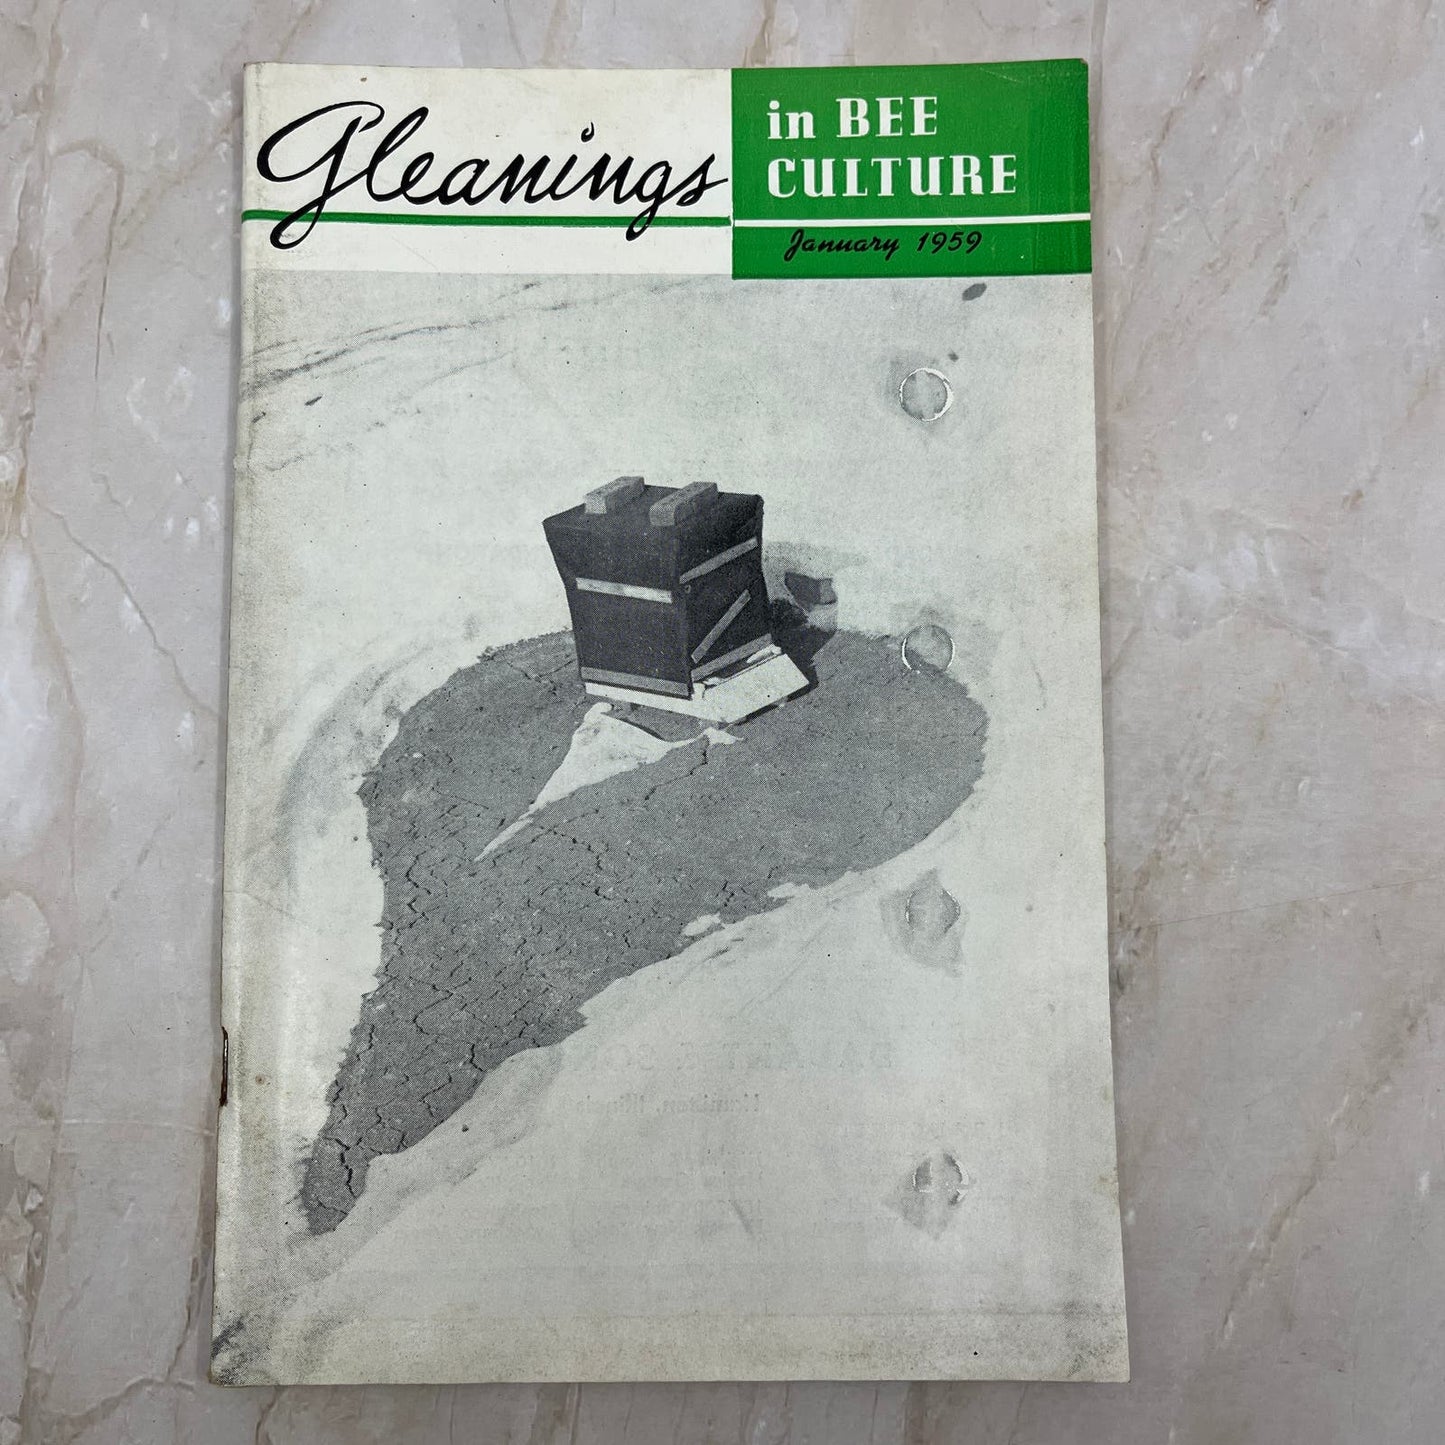 Gleanings
in BEE
CULTURE
January 1959